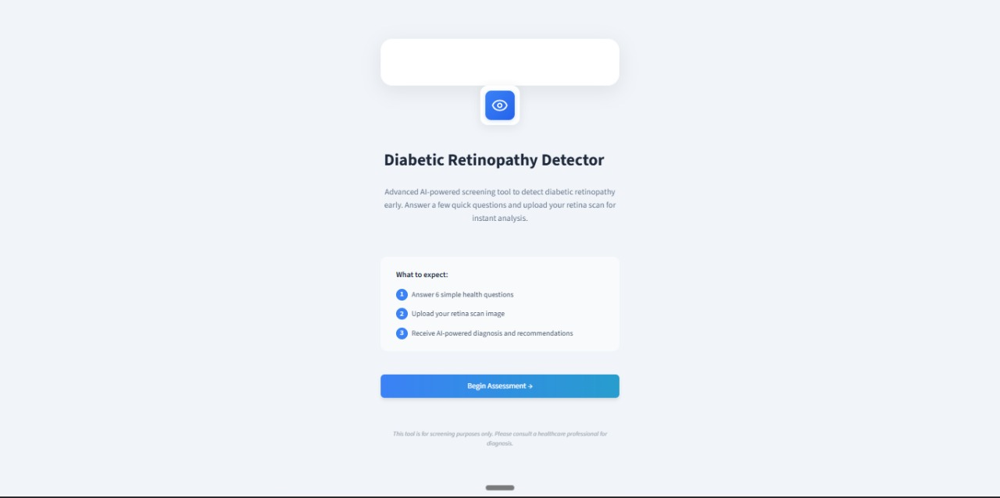 Diabetic Retinopathy Detector
Advanced AI-powered screening tool to detect diabetic retinopathy
early. Answer a few quick questions and upload your retina scan for
instant analysis.
What to expect:
1 Answer 6 simple health questions
2 Upload your retina scan image
3 Receive AI-powered diagnosis and recommendations
Begin Assessment →
This tool is for screening purposes only. Please consult a healthcare professional for
diagnosis.